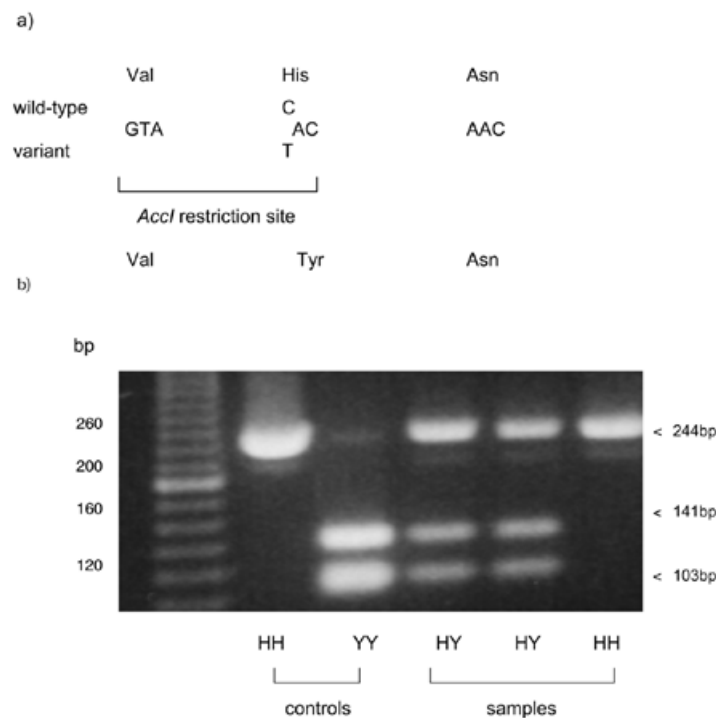 a)
Val His Asn
wild-type C
GTA AC AAC
variant T
AccI restriction site
Val Tyr Asn
b)
bp
260
< 244bp
200
160
< 141bp
120
< 103bp
HH YY HY HY HH
controls samples